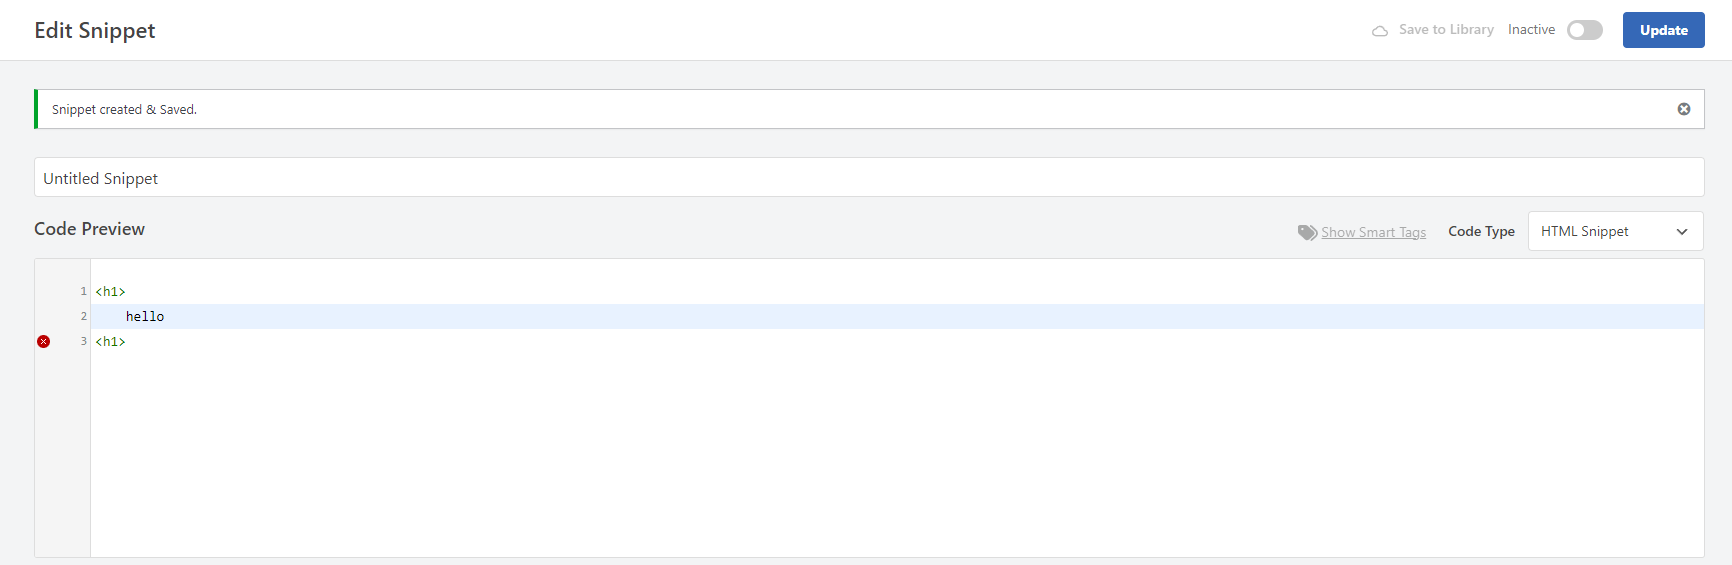 Edit Snippet
Save to Library Inactive Update
Snippet created & Saved.
Untitled Snippet
Code Preview
Show Smart Tags Code Type HTML Snippet
1 <h1>
2 hello
3 <h1>